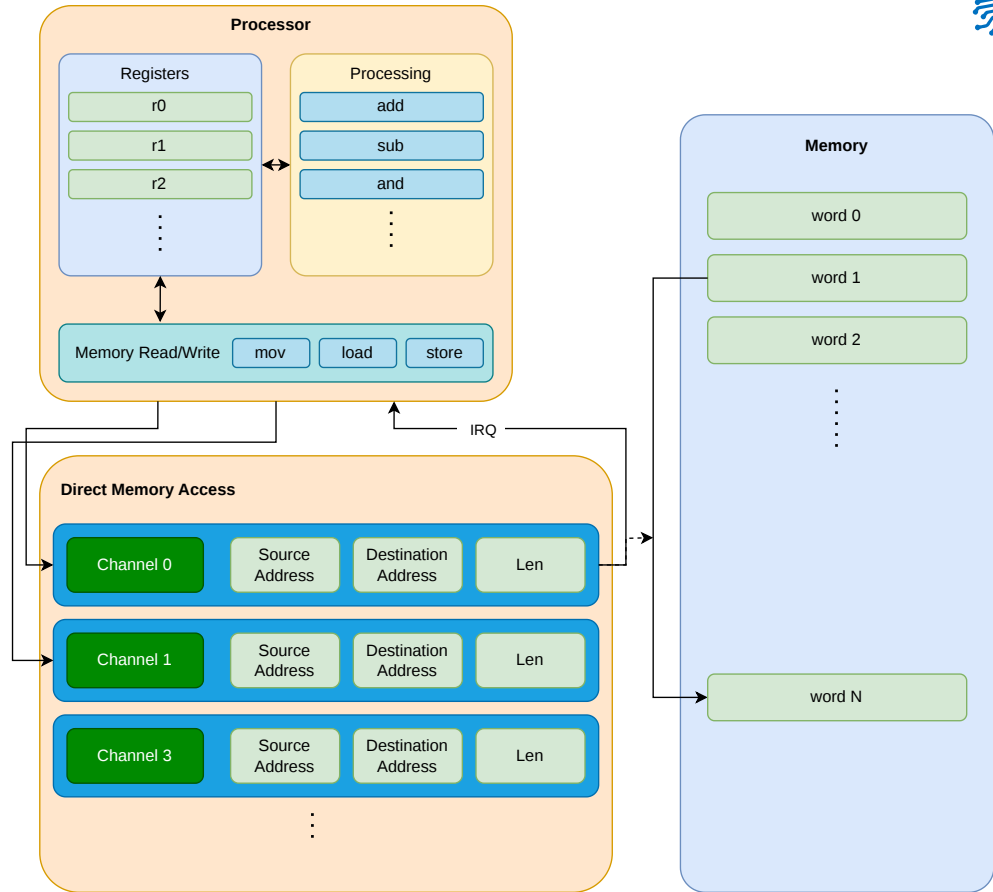 Processor
Registers
r0
r1
r2
Processing
add
sub
and
Memory Read/Write
mov
load
store
IRQ
Direct Memory Access
Channel 0
Source
Address
Destination
Address
Len
Channel 1
Source
Address
Destination
Address
Len
Channel 3
Source
Address
Destination
Address
Len
Memory
word 0
word 1
word 2
word N